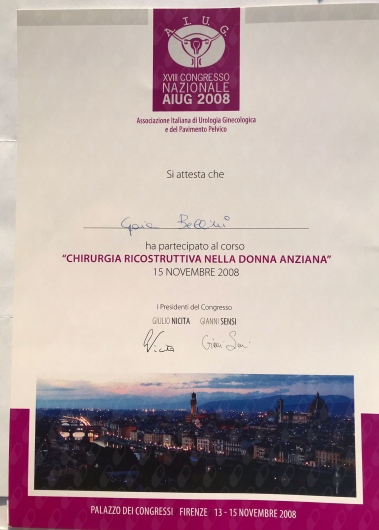 A.I.U.G.
XVIII CONGRESSO
NAZIONALE
AIUG 2008
Associazione Italiana di Urologia Ginecologica
e del Pavimento Pelvico
Si attesta che
Gaia Bellini
ha partecipato al corso
"CHIRURGIA RICOSTRUTTIVA NELLA DONNA ANZIANA"
15 NOVEMBRE 2008
I Presidenti del Congresso
GIULIO NICITA GIANNI SENSI
PALAZZO DEI CONGRESSI FIRENZE 13 - 15 NOVEMBRE 2008